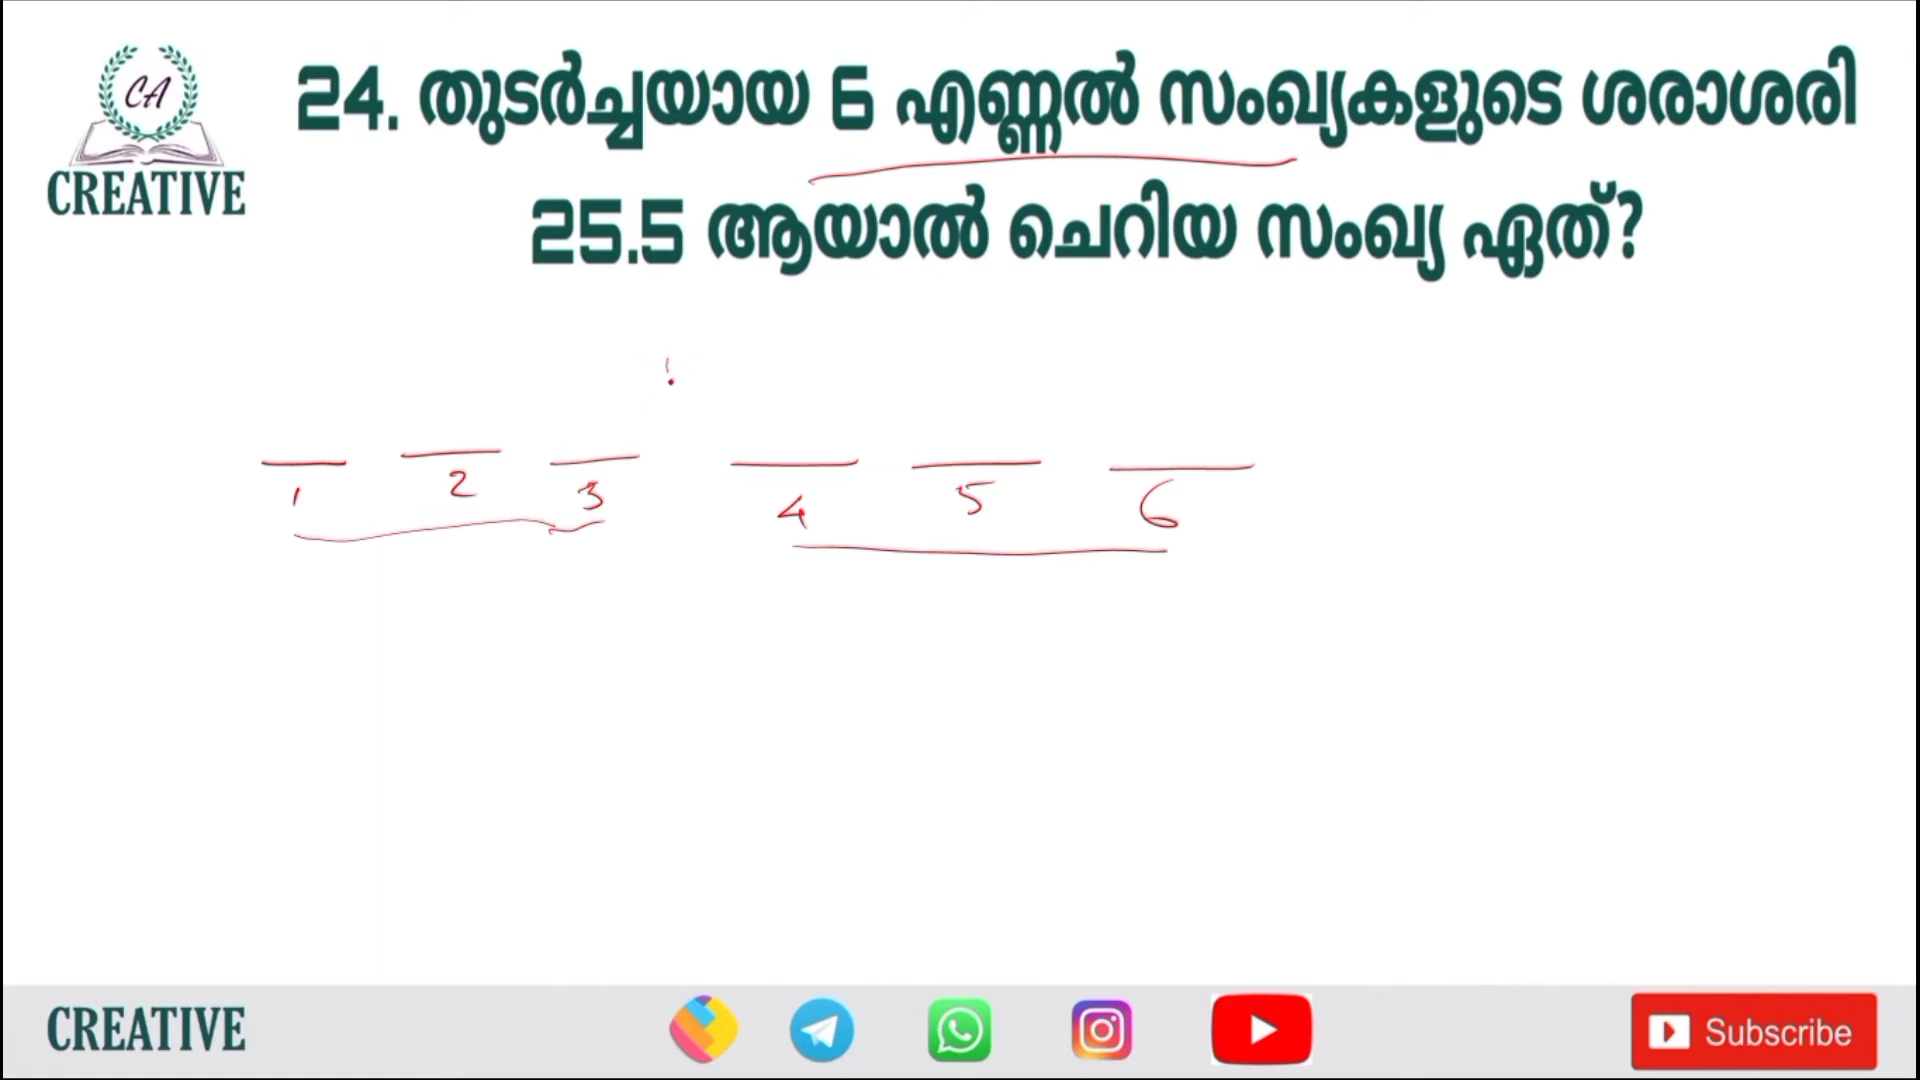 CA
CREATIVE
24. തുടർച്ചയായ 6 എണ്ണൽ സംഖ്യകളുടെ ശരാശരി
25.5 ആയാൽ ചെറിയ സംഖ്യ ഏത്?
1 2 3 4 5 6
CREATIVE
Subscribe